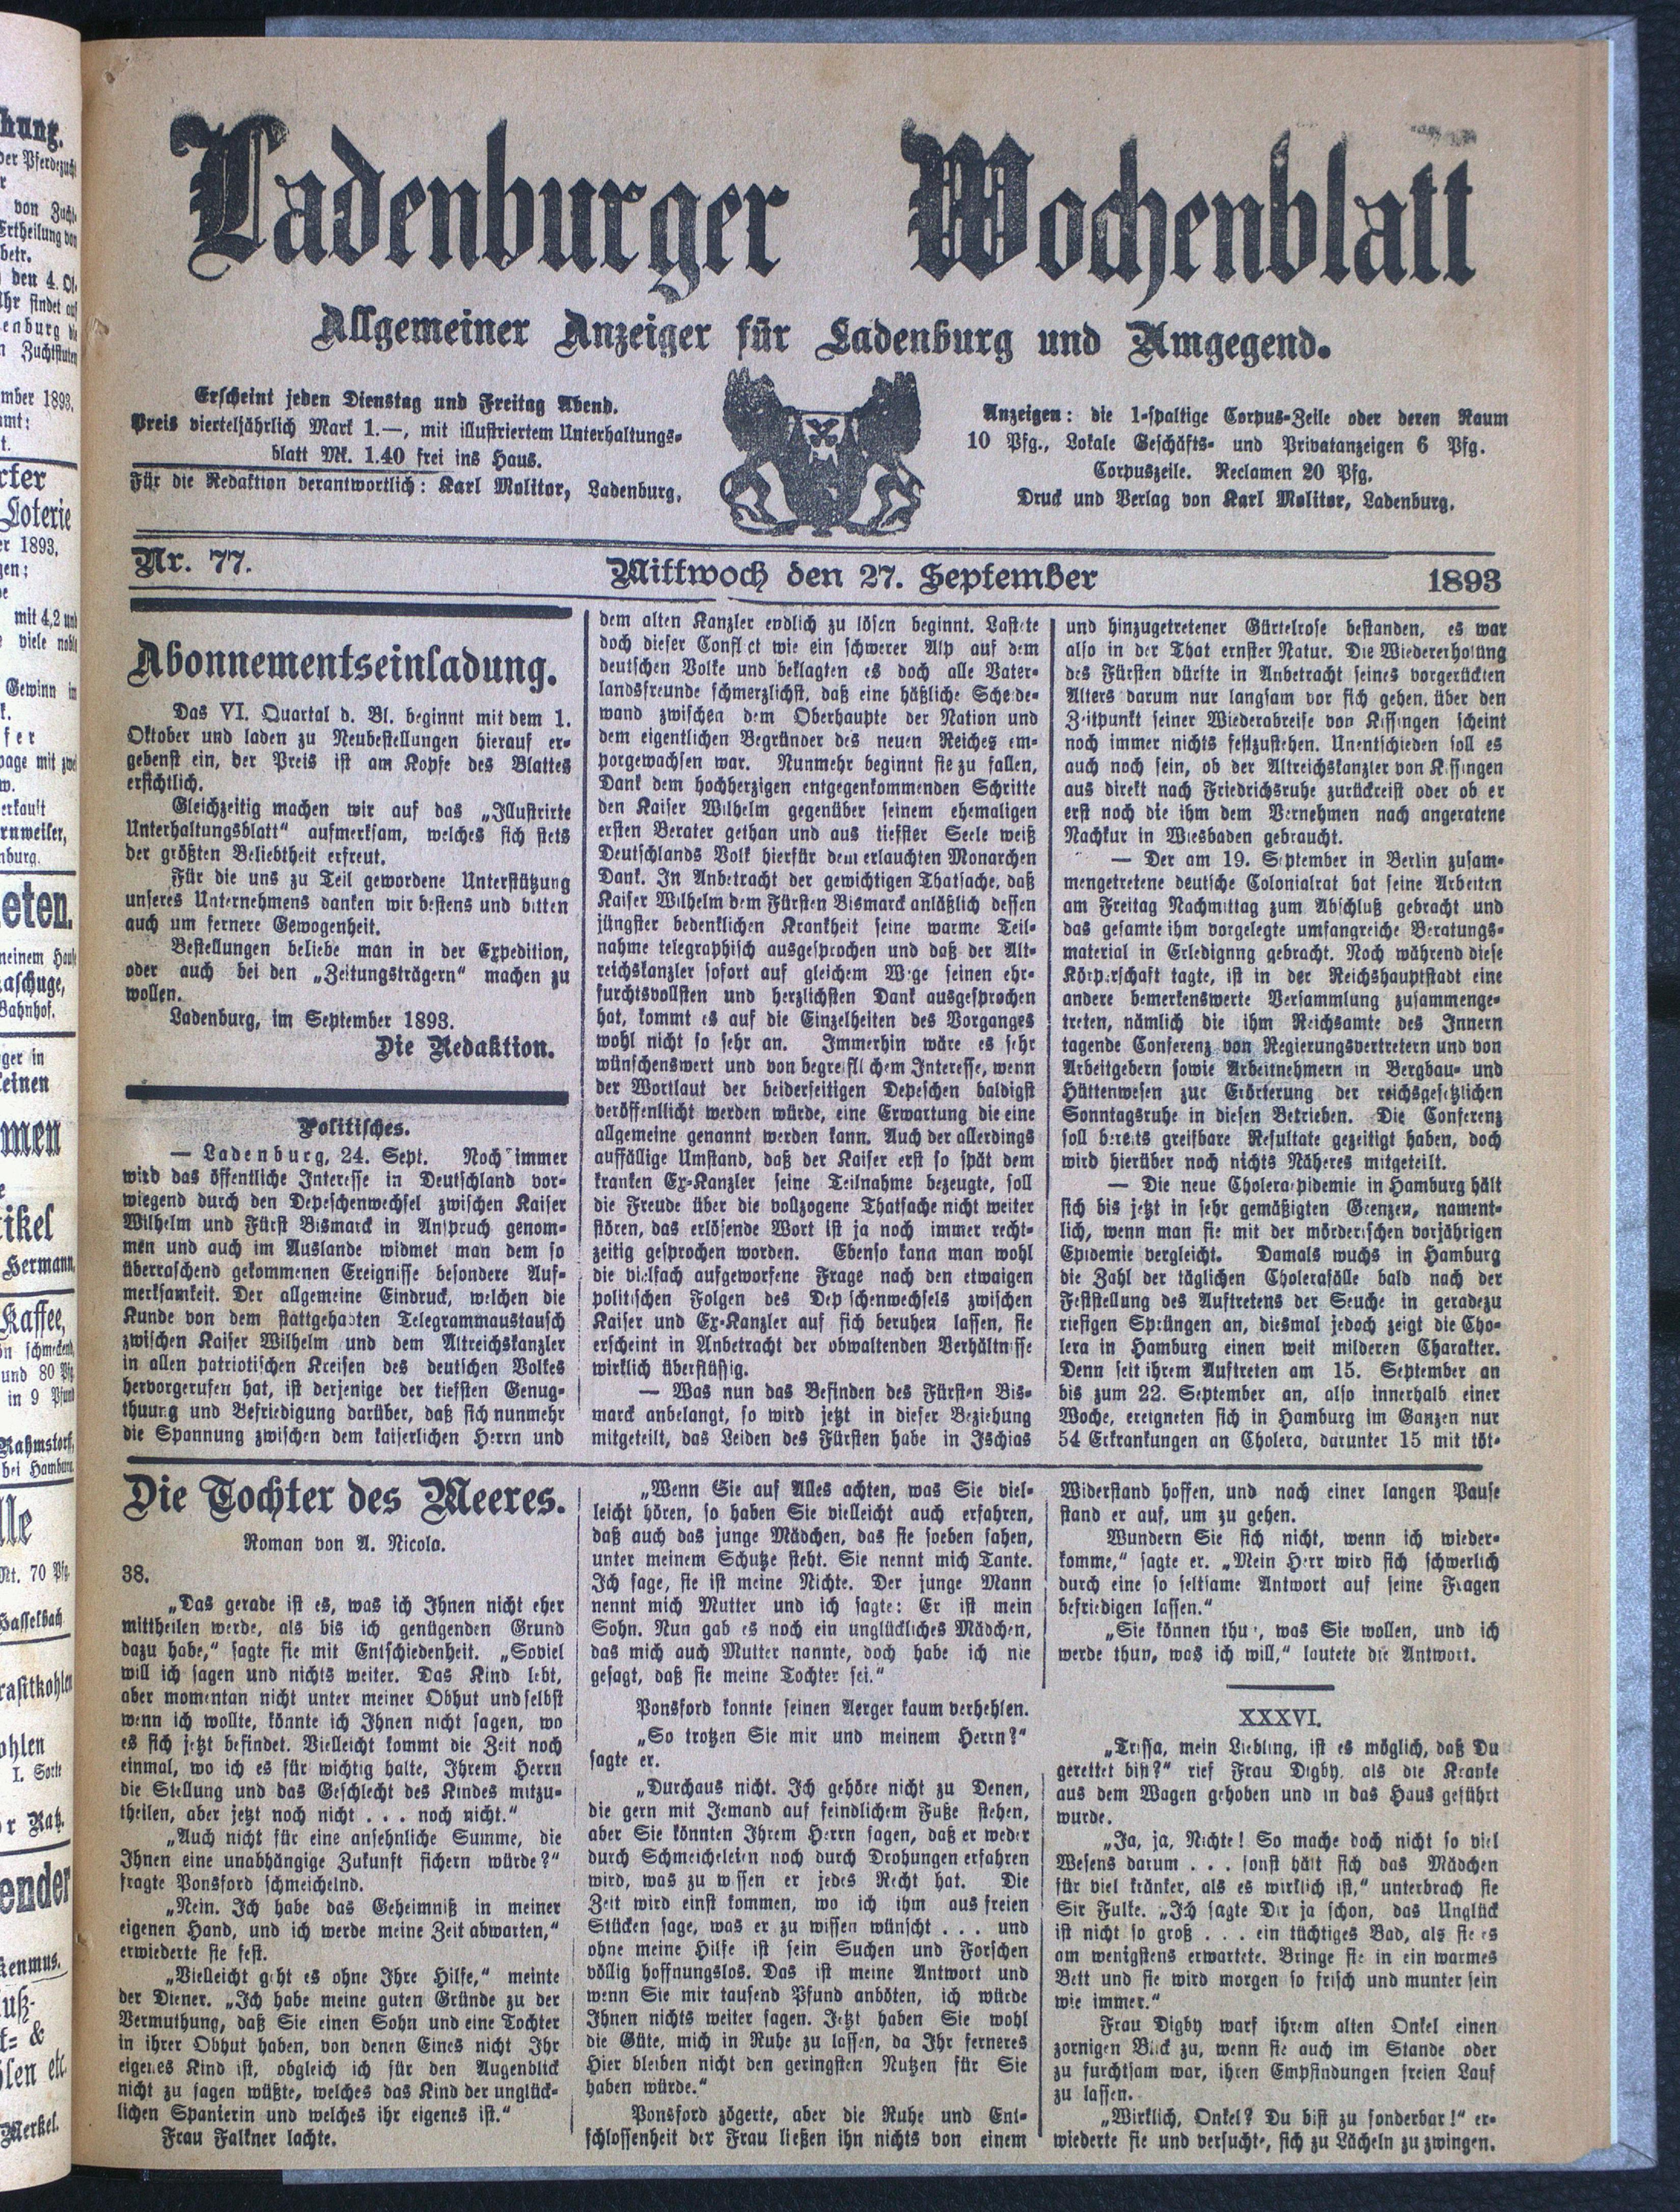 Ladenburger Wochenblatt
Allgemeiner Anzeiger für Ladenburg und Umgegend.
Erscheint jeden Dienstag und Freitag Abend.
Preis vierteljährlich Mark 1.—, mit illustriertem Unterhaltungs-
blatt Mk. 1.40 frei ins Haus.
Für die Redaktion verantwortlich: Karl Molitor, Ladenburg.
Anzeigen: die 1-spaltige Corpus-Zeile oder deren Raum
10 Pfg., Lokale Geschäfts- und Privatanzeigen 6 Pfg.
Corpuszeile. Reclamen 20 Pfg.
Druck und Verlag von Karl Molitor, Ladenburg.
Nr. 77.
Mittwoch den 27. September
1893
Abonnementseinladung.
Das VI. Quartal d. Bl. beginnt mit dem 1.
Oktober und laden zu Neubestellungen hierauf er-
gebenst ein, der Preis ist am Kopfe des Blattes
ersichtlich.
Gleichzeitig machen wir auf das „Illustrirte
Unterhaltungsblatt“ aufmerksam, welches sich stets
der größten Beliebtheit erfreut.
Für die uns zu Teil gewordene Unterstützung
unseres Unternehmens danken wir bestens und bitten
auch um fernere Gewogenheit.
Bestellungen beliebe man in der Expedition,
oder auch bei den „Zeitungsträgern“ machen zu
wollen.
Ladenburg, im September 1893.
Die Redaktion.
Politisches.
— Ladenburg, 24. Sept. Noch immer
wird das öffentliche Interesse in Deutschland vor-
wiegend durch den Depeschenwechsel zwischen Kaiser
Wilhelm und Fürst Bismarck in Anspruch genom-
men und auch im Auslande widmet man dem so
überraschend gekommenen Ereignisse besondere Auf-
merksamkeit. Der allgemeine Eindruck, welchen die
Kunde von dem stattgehabten Telegrammaustausch
zwischen Kaiser Wilhelm und dem Altreichskanzler
in allen patriotischen Kreisen des deutschen Volkes
hervorgerufen hat, ist derjenige der tiefsten Genug-
thuung und Befriedigung darüber, daß sich nunmehr
die Spannung zwischen dem kaiserlichen Herrn und
dem alten Kanzler endlich zu lösen beginnt. Lastete
doch dieser Conflict wie ein schwerer Alp auf dem
deutschen Volke und beklagten es doch alle Vater-
landsfreunde schmerzlichst, daß eine häßliche Scheide-
wand zwischen dem Oberhaupte der Nation und
dem eigentlichen Begründer des neuen Reiches em-
porgewachsen war. Nunmehr beginnt sie zu fallen,
Dank dem hochherzigen entgegenkommenden Schritte
den Kaiser Wilhelm gegenüber seinem ehemaligen
ersten Berater gethan und aus tiefster Seele weiß
Deutschlands Volk hierfür dem erlauchten Monarchen
Dank. In Anbetracht der gewichtigen Thatsache, daß
Kaiser Wilhelm dem Fürsten Bismarck anläßlich dessen
jüngster bedenklichen Krankheit seine warme Teil-
nahme telegraphisch ausgesprochen und daß der Alt-
reichskanzler sofort auf gleichem Wege seinen ehr-
furchtsvollsten und herzlichsten Dank ausgesprochen
hat, kommt es auf die Einzelheiten des Vorganges
wohl nicht so sehr an. Immerhin wäre es sehr
wünschenswert und von begreiflichem Interesse, wenn
der Wortlaut der beiderseitigen Depeschen baldigst
veröffentlicht werden würde, eine Erwartung die eine
allgemeine genannt werden kann. Auch der allerdings
auffällige Umstand, daß der Kaiser erst so spät dem
kranken Ex-Kanzler seine Teilnahme bezeugte, soll
die Freude über die vollzogene Thatsache nicht weiter
stören, das erlösende Wort ist ja noch immer recht-
zeitig gesprochen worden. Ebenso kann man wohl
die vielfach aufgeworfene Frage nach den etwaigen
politischen Folgen des Depeschenwechsels zwischen
Kaiser und Ex-Kanzler auf sich beruhen lassen, sie
erscheint in Anbetracht der obwaltenden Verhältnisse
wirklich überflüssig.
— Was nun das Befinden des Fürsten Bis-
marck anbelangt, so wird jetzt in dieser Beziehung
mitgeteilt, das Leiden des Fürsten habe in Ischias
und hinzugetretener Gürtelrose bestanden, es war
also in der That ernster Natur. Die Wiedererholung
des Fürsten dürfte in Anbetracht seines vorgerückten
Alters darum nur langsam vor sich gehen, über den
Zeitpunkt seiner Wiederabreise von Kissingen scheint
noch immer nichts festzustehen. Unentschieden soll es
auch noch sein, ob der Altreichskanzler von Kissingen
aus direkt nach Friedrichsruhe zurückreist oder ob er
erst noch die ihm dem Vernehmen nach angeratene
Nachkur in Wiesbaden gebraucht.
— Der am 19. September in Berlin zusam-
mengetretene deutsche Colonialrat hat seine Arbeiten
am Freitag Nachmittag zum Abschluß gebracht und
das gesamte ihm vorgelegte umfangreiche Beratungs-
material in Erledignng gebracht. Noch während diese
Körperschaft tagte, ist in der Reichshauptstadt eine
andere bemerkenswerte Versammlung zusammenge-
treten, nämlich die ihm Reichsamte des Innern
tagende Conferenz von Regierungsvertretern und von
Arbeitgebern sowie Arbeitnehmern in Bergbau- und
Hüttenwesen zur Erörterung der reichsgesetzlichen
Sonntagsruhe in diesen Betrieben. Die Conferenz
soll bereits greifbare Resultate gezeitigt haben, doch
wird hierüber noch nichts Näheres mitgeteilt.
— Die neue Choleraepidemie in Hamburg hält
sich bis jetzt in sehr gemäßigten Grenzen, nament-
lich, wenn man sie mit der mörderischen vorjährigen
Epidemie vergleicht. Damals wuchs in Hamburg
die Zahl der täglichen Cholerafälle bald nach der
Feststellung des Auftretens der Seuche in geradezu
riesigen Sprüngen an, diesmal jedoch zeigt die Cho-
lera in Hamburg einen weit milderen Charakter.
Denn seit ihrem Auftreten am 15. September an
bis zum 22. September an, also innerhalb einer
Woche, ereigneten sich in Hamburg im Ganzen nur
54 Erkrankungen an Cholera, darunter 15 mit töt-
Die Tochter des Meeres.
Roman von A. Nicola.
38.
„Das gerade ist es, was ich Ihnen nicht eher
mittheilen werde, als bis ich genügenden Grund
dazu habe,“ sagte sie mit Entschiedenheit. „Soviel
will ich sagen und nichts weiter. Das Kind lebt,
aber momentan nicht unter meiner Obhut und selbst
wenn ich wollte, könnte ich Ihnen nicht sagen, wo
es sich jetzt befindet. Vielleicht kommt die Zeit noch
einmal, wo ich es für wichtig halte, Ihrem Herrn
die Stellung und das Geschlecht des Kindes mitzu-
theilen, aber jetzt noch nicht . . . noch nicht.“
„Auch nicht für eine ansehnliche Summe, die
Ihnen eine unabhängige Zukunft sichern würde?“
fragte Ponsford schmeichelnd.
„Nein. Ich habe das Geheimniß in meiner
eigenen Hand, und ich werde meine Zeit abwarten,“
erwiederte sie fest.
„Vielleicht geht es ohne Ihre Hilfe,“ meinte
der Diener. „Ich habe meine guten Gründe zu der
Vermuthung, daß Sie einen Sohn und eine Tochter
in ihrer Obhut haben, von denen Eines nicht Ihr
eigenes Kind ist, obgleich ich für den Augenblick
nicht zu sagen wüßte, welches das Kind der unglück-
lichen Spanierin und welches ihr eigenes ist.“
Frau Falkner lachte.
„Wenn Sie auf Alles achten, was Sie viel-
leicht hören, so haben Sie vielleicht auch erfahren,
daß auch das junge Mädchen, das sie soeben sahen,
unter meinem Schutze steht. Sie nennt mich Tante.
Ich sage, sie ist meine Nichte. Der junge Mann
nennt mich Mutter und ich sagte: Er ist mein
Sohn. Nun gab es noch ein unglückliches Mädchen,
das mich auch Mutter nannte, doch habe ich nie
gesagt, daß sie meine Tochter sei.“
Ponsford konnte seinen Aerger kaum verhehlen.
„So trotzen Sie mir und meinem Herrn?“
sagte er.
„Durchaus nicht. Ich gehöre nicht zu Denen,
die gern mit Jemand auf feindlichem Fuße stehen,
aber Sie könnten Ihrem Herrn sagen, daß er weder
durch Schmeicheleien noch durch Drohungen erfahren
wird, was zu wissen er jedes Recht hat. Die
Zeit wird einst kommen, wo ich ihm aus freien
Stücken sage, was er zu wissen wünscht . . . und
ohne meine Hilfe ist sein Suchen und Forschen
völlig hoffnungslos. Das ist meine Antwort und
wenn Sie mir tausend Pfund anböten, ich würde
Ihnen nichts weiter sagen. Jetzt haben Sie wohl
die Güte, mich in Ruhe zu lassen, da Ihr ferneres
Hier bleiben nicht den geringsten Nutzen für Sie
haben würde.“
Ponsford zögerte, aber die Ruhe und Ent-
schlossenheit der Frau ließen ihn nichts von einem
Widerstand hoffen, und nach einer langen Pause
stand er auf, um zu gehen.
Wundern Sie sich nicht, wenn ich wieder-
komme,“ sagte er. „Mein Herr wird sich schwerlich
durch eine so seltsame Antwort auf seine Fragen
befriedigen lassen.“
„Sie können thun, was Sie wollen, und ich
werde thun, was ich will,“ lautete die Antwort.
XXXVI.
„Trissa, mein Liebling, ist es möglich, daß Du
gerettet bist?“ rief Frau Digby, als die Kranke
aus dem Wagen gehoben und in das Haus geführt
wurde.
„Ja, ja, Nichte! So mache doch nicht so viel
Wesens darum . . . sonst hält sich das Mädchen
für viel kränker, als es wirklich ist,“ unterbrach sie
Sir Fulke. „Ich sagte Dir ja schon, das Unglück
ist nicht so groß . . . ein tüchtiges Bad, als sie es
am wenigstens erwartete. Bringe sie in ein warmes
Bett und sie wird morgen so frisch und munter sein
wie immer.“
Frau Digby warf ihrem alten Onkel einen
zornigen Blick zu, wenn sie auch im Stande oder
zu furchtsam war, ihren Empfindungen freien Lauf
zu lassen.
„Wirklich, Onkel? Du bist zu sonderbar!“ er-
wiederte sie und versuchte, sich zu Lächeln zu zwingen.